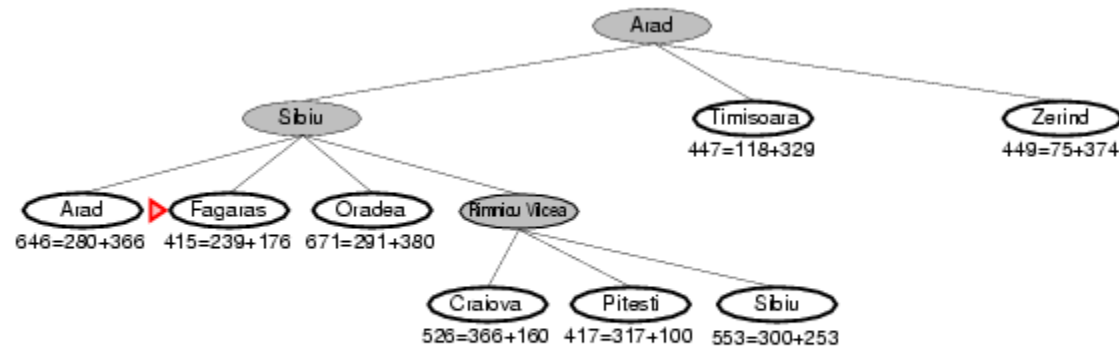 Arad
Sibiu
Timisoara
Zerind
447=118+329
449=75+374
Arad
Fagaras
Oradea
Rimnicu Vilcea
646=280+366
415=239+176
671=291+380
Craiova
Pitesti
Sibiu
526=366+160
417=317+100
553=300+253